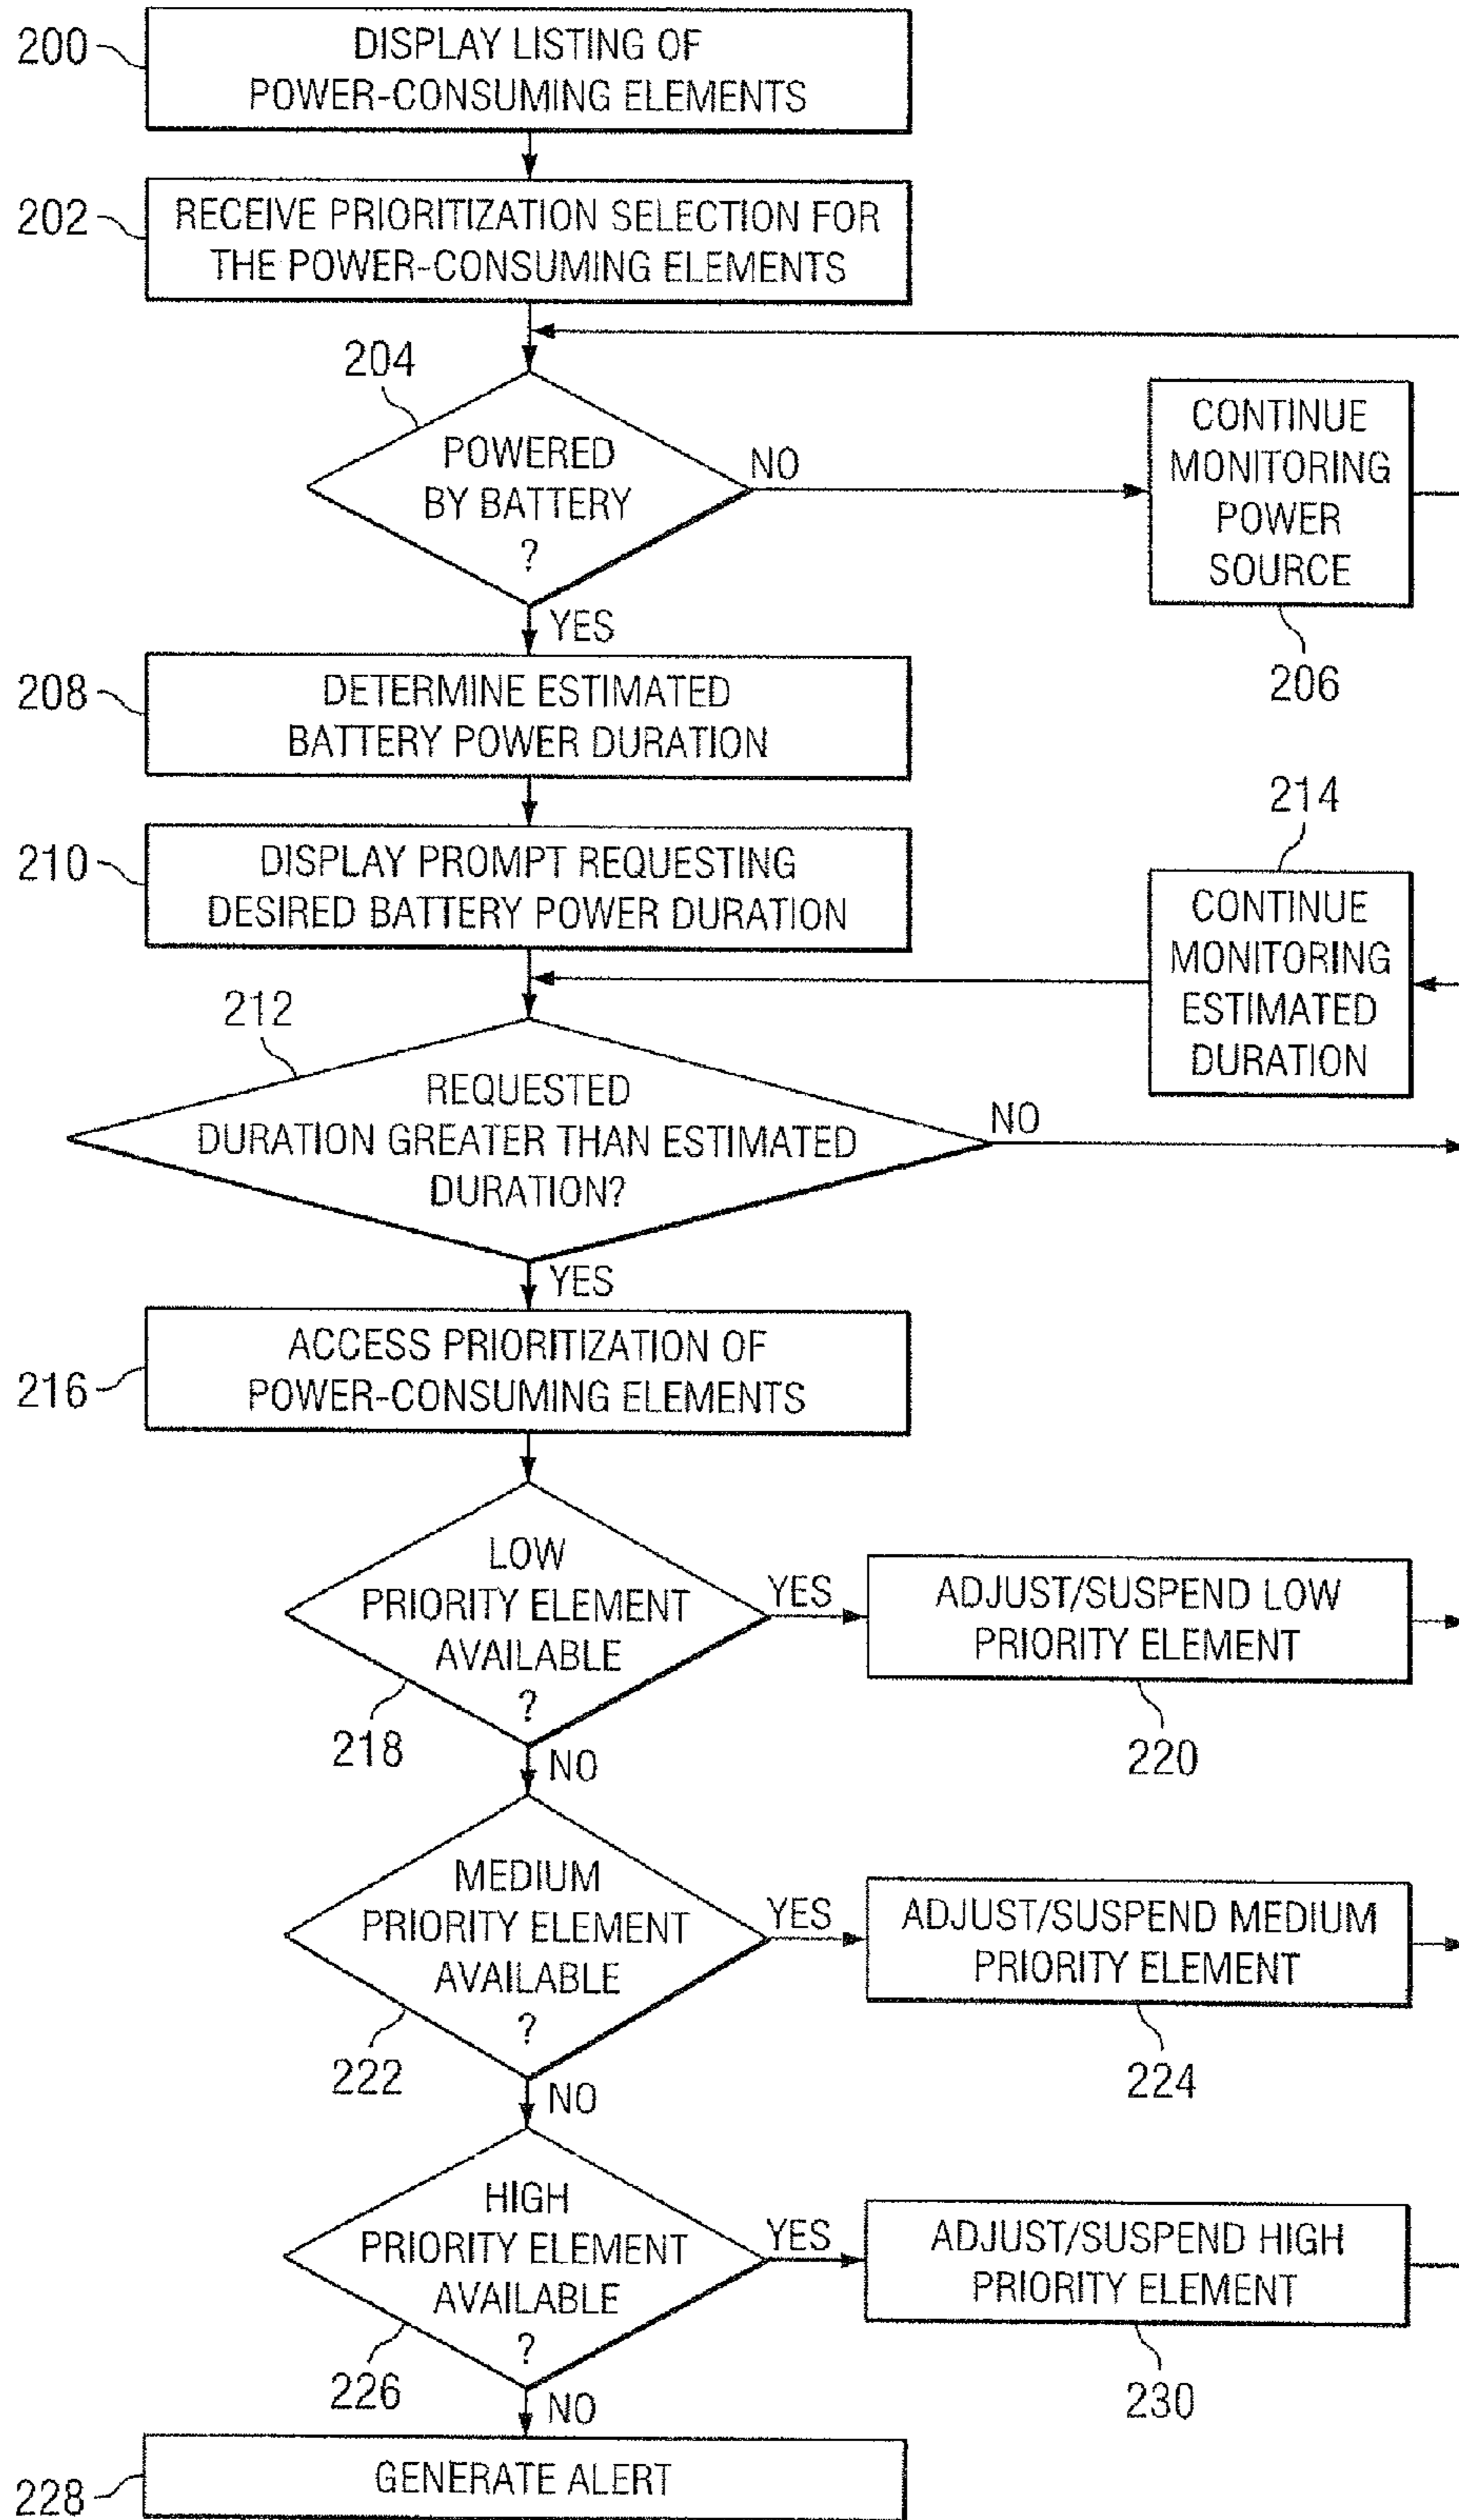 200
DISPLAY LISTING OF
POWER-CONSUMING ELEMENTS
202
RECEIVE PRIORITIZATION SELECTION FOR
THE POWER-CONSUMING ELEMENTS
204
POWERED
BY BATTERY
?
NO
YES
CONTINUE
MONITORING
POWER
SOURCE
206
208
DETERMINE ESTIMATED
BATTERY POWER DURATION
210
DISPLAY PROMPT REQUESTING
DESIRED BATTERY POWER DURATION
214
CONTINUE
MONITORING
ESTIMATED
DURATION
212
REQUESTED
DURATION GREATER THAN ESTIMATED
DURATION?
NO
YES
216
ACCESS PRIORITIZATION OF
POWER-CONSUMING ELEMENTS
LOW
PRIORITY ELEMENT
AVAILABLE
?
218
YES
NO
ADJUST/SUSPEND LOW
PRIORITY ELEMENT
220
MEDIUM
PRIORITY ELEMENT
AVAILABLE
?
222
YES
NO
ADJUST/SUSPEND MEDIUM
PRIORITY ELEMENT
224
HIGH
PRIORITY ELEMENT
AVAILABLE
?
226
YES
NO
ADJUST/SUSPEND HIGH
PRIORITY ELEMENT
230
228
GENERATE ALERT